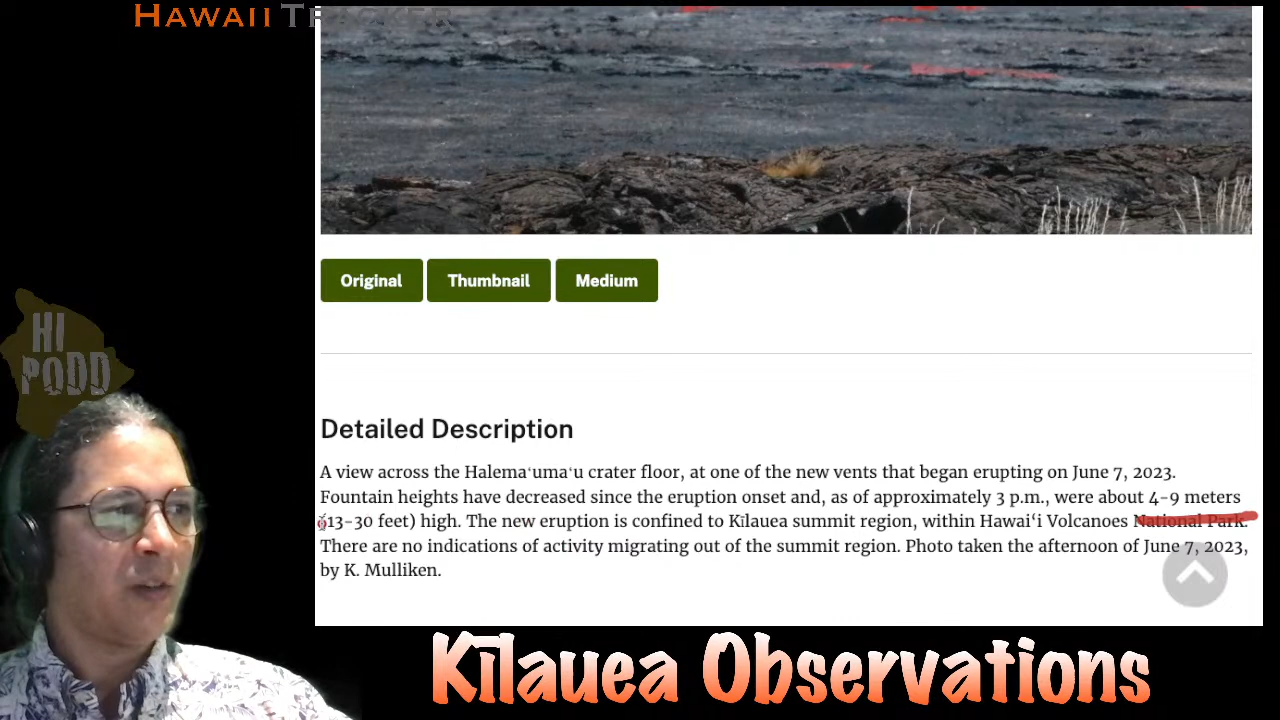 HAWAII TRACKER
Original Thumbnail Medium
HI
PODD
Detailed Description
A view across the Halemaʻumaʻu crater floor, at one of the new vents that began erupting on June 7, 2023.
Fountain heights have decreased since the eruption onset and, as of approximately 3 p.m., were about 4-9 meters
(13-30 feet) high. The new eruption is confined to Kīlauea summit region, within Hawaiʻi Volcanoes National Park.
There are no indications of activity migrating out of the summit region. Photo taken the afternoon of June 7, 2023,
by K. Mulliken.
Kīlauea Observations